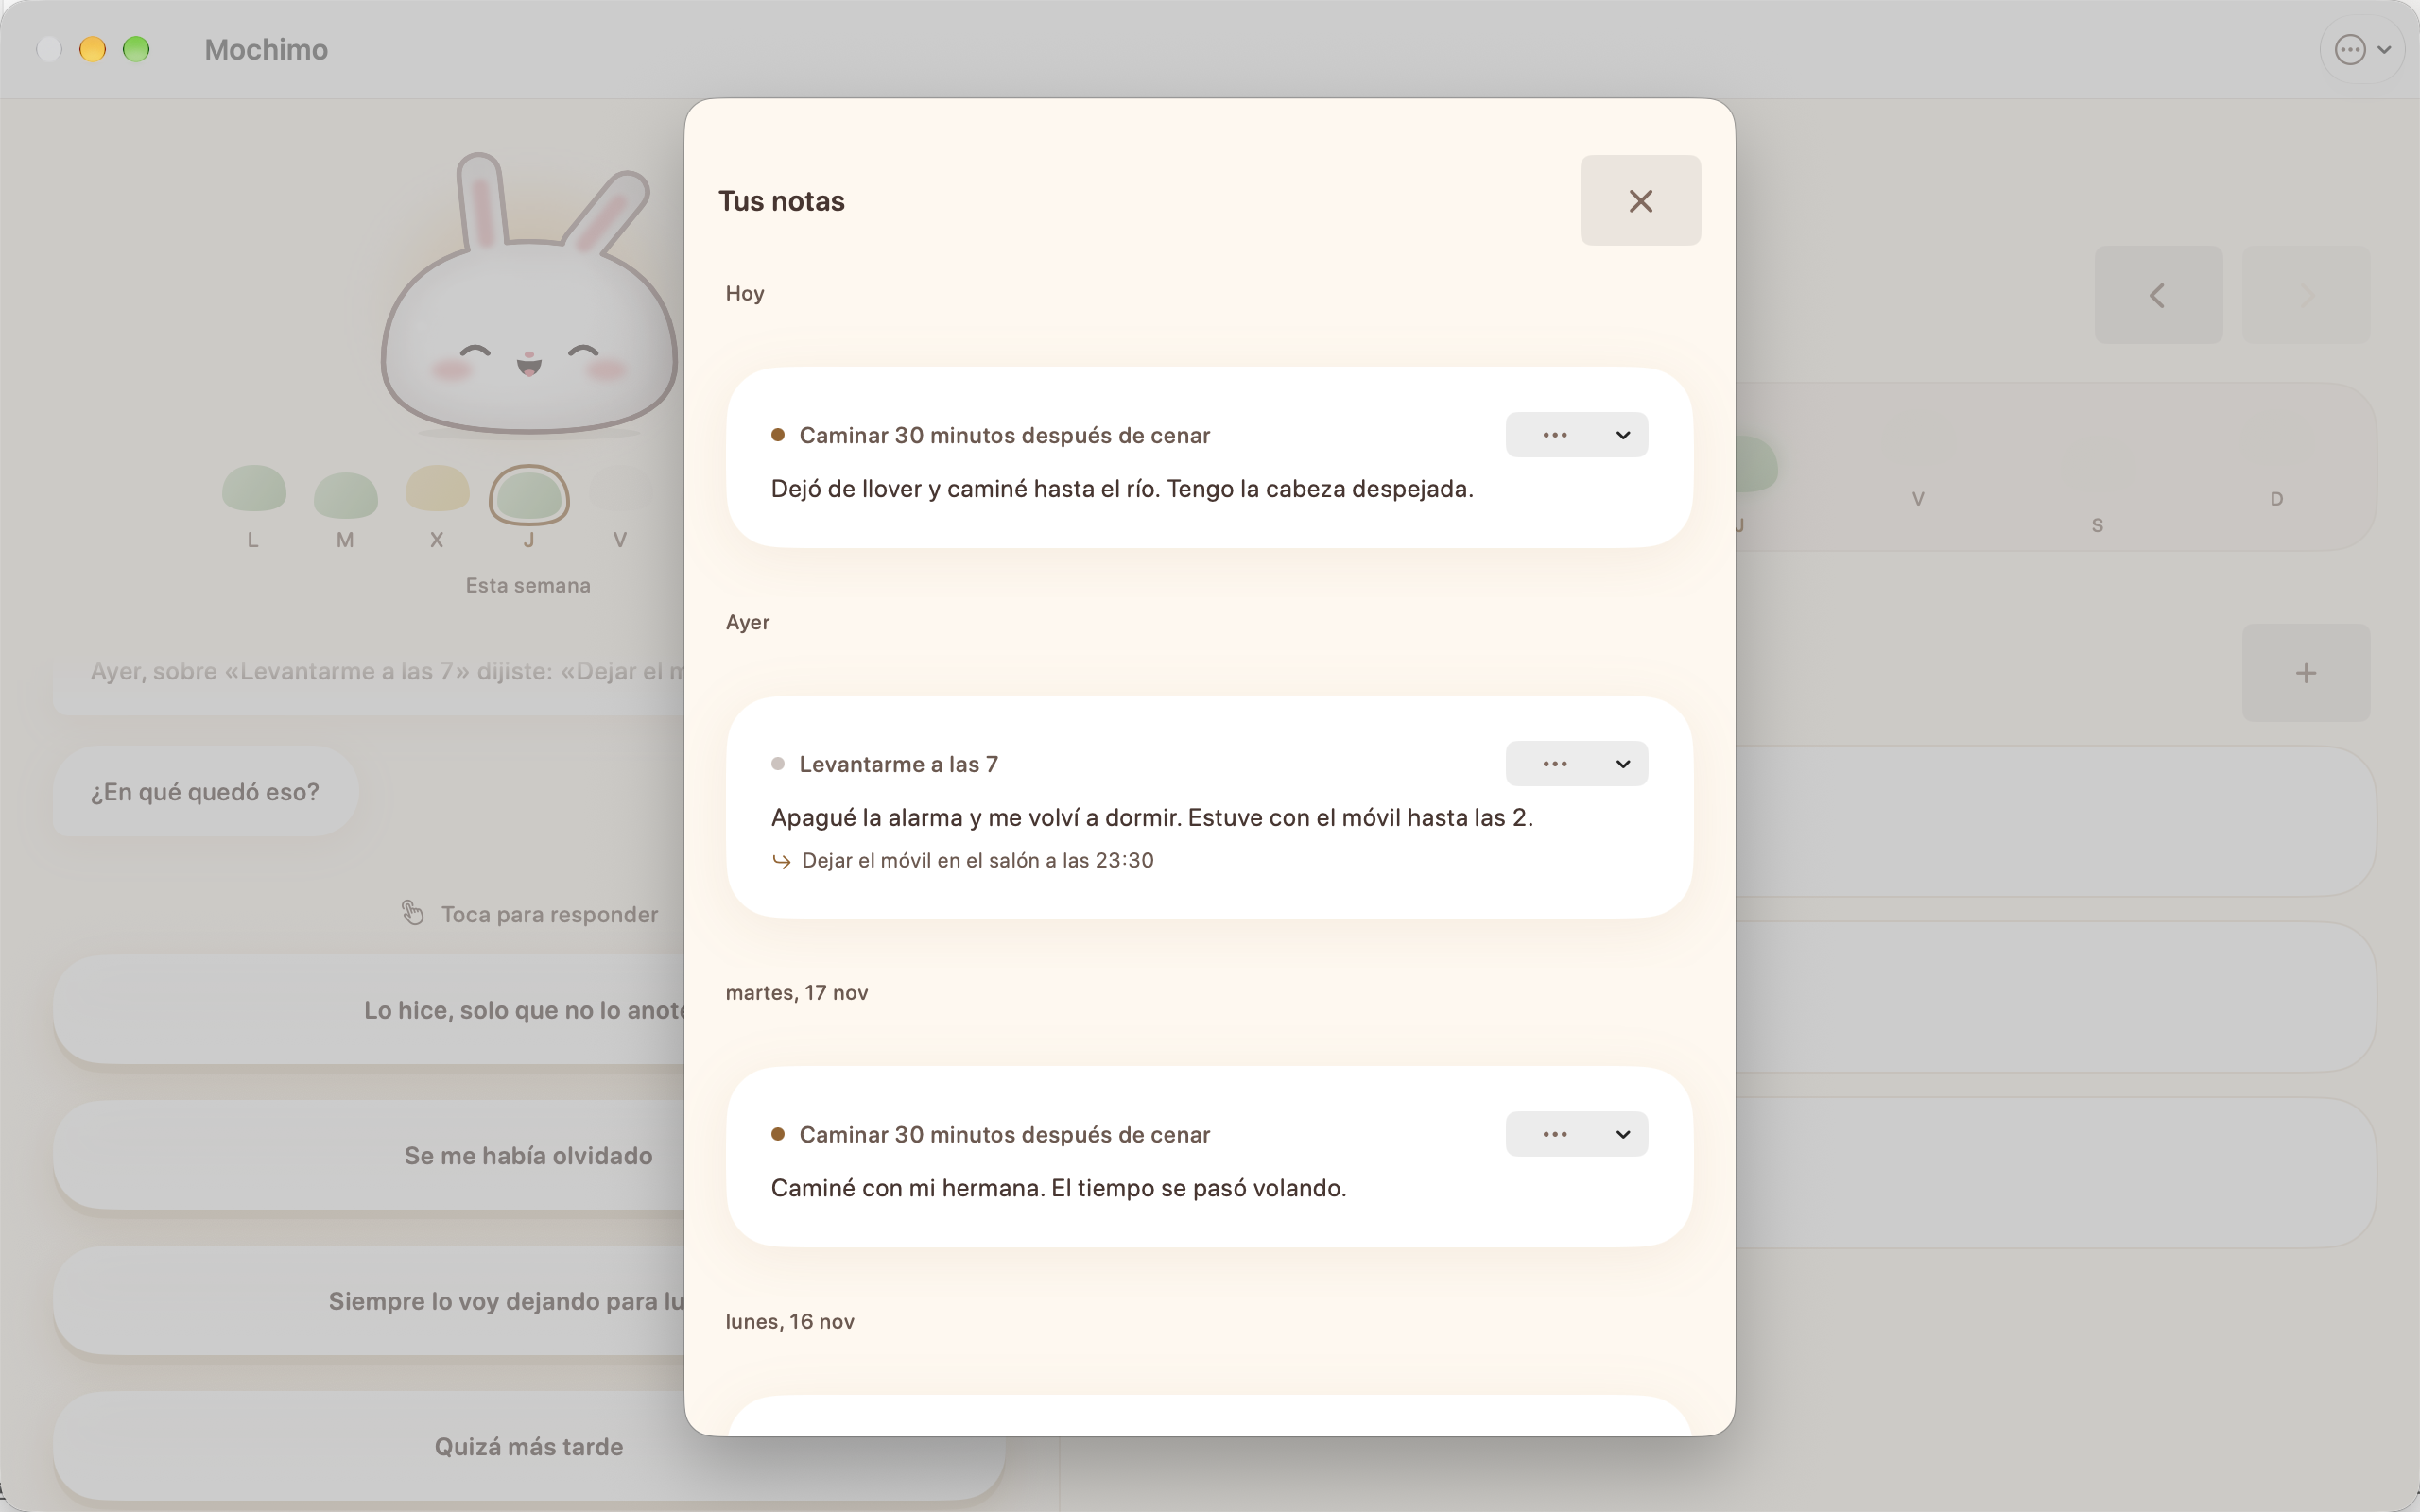 Mochimo
L
M
X
J
V
Esta semana
Ayer, sobre «Levantarme a las 7» dijiste: «Dejar el
¿En qué quedó eso?
Toca para responder
Lo hice, solo que no lo anoté
Se me había olvidado
Siempre lo voy dejando para
Quizá más tarde
Tus notas
Hoy
Caminar 30 minutos después de cenar
Dejó de llover y caminé hasta el río. Tengo la cabeza despejada.
Ayer
Levantarme a las 7
Apagué la alarma y me volví a dormir. Estuve con el móvil hasta las 2.
Dejar el móvil en el salón a las 23:30
martes, 17 nov
Caminar 30 minutos después de cenar
Caminé con mi hermana. El tiempo se pasó volando.
lunes, 16 nov
J
V
S
D